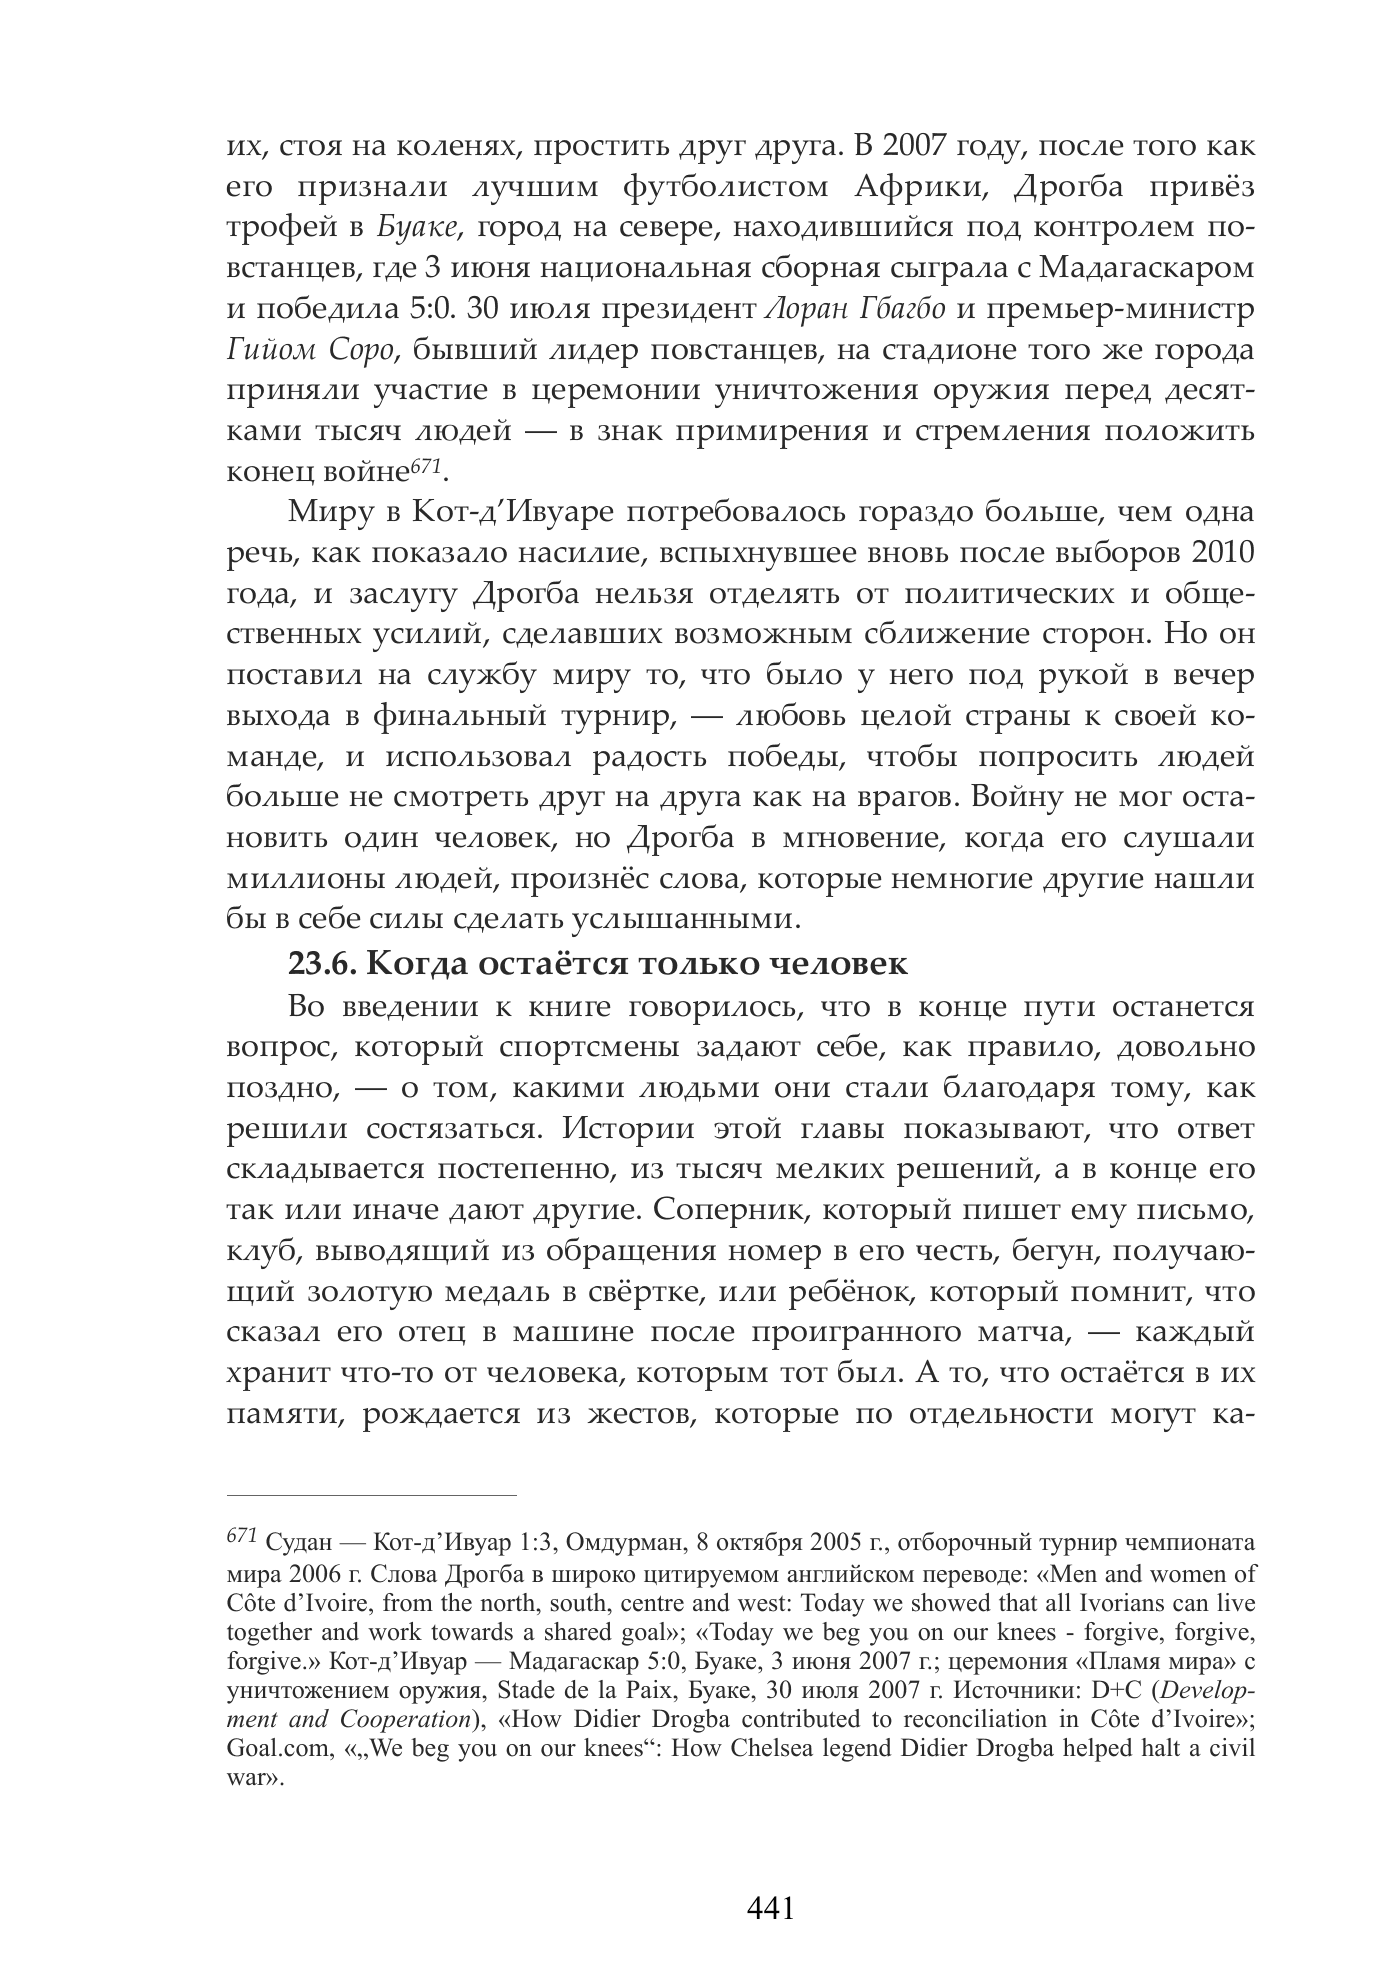 их, стоя на коленях, простить друг друга. В 2007 году, после того как
его признали лучшим футболистом Африки, Дрогба привёз
трофей в Буаке, город на севере, находившийся под контролем по-
встанцев, где 3 июня национальная сборная сыграла с Мадагаскаром
и победила 5:0. 30 июля президент Лоран Гбагбо и премьер-министр
Гийом Соро, бывший лидер повстанцев, на стадионе того же города
приняли участие в церемонии уничтожения оружия перед десят-
ками тысяч людей — в знак примирения и стремления положить
конец войне671.
Миру в Кот-д’Ивуаре потребовалось гораздо больше, чем одна
речь, как показало насилие, вспыхнувшее вновь после выборов 2010
года, и заслугу Дрогба нельзя отделять от политических и обще-
ственных усилий, сделавших возможным сближение сторон. Но он
поставил на службу миру то, что было у него под рукой в вечер
выхода в финальный турнир, — любовь целой страны к своей ко-
манде, и использовал радость победы, чтобы попросить людей
больше не смотреть друг на друга как на врагов. Войну не мог оста-
новить один человек, но Дрогба в мгновение, когда его слушали
миллионы людей, произнёс слова, которые немногие другие нашли
бы в себе силы сделать услышанными.
23.6. Когда остаётся только человек
Во введении к книге говорилось, что в конце пути останется
вопрос, который спортсмены задают себе, как правило, довольно
поздно, — о том, какими людьми они стали благодаря тому, как
решили состязаться. Истории этой главы показывают, что ответ
складывается постепенно, из тысяч мелких решений, а в конце его
так или иначе дают другие. Соперник, который пишет ему письмо,
клуб, выводящий из обращения номер в его честь, бегун, получаю-
щий золотую медаль в свёртке, или ребёнок, который помнит, что
сказал его отец в машине после проигранного матча, — каждый
хранит что-то от человека, которым тот был. А то, что остаётся в их
памяти, рождается из жестов, которые по отдельности могут ка-
671 Судан — Кот-д’Ивуар 1:3, Омдурман, 8 октября 2005 г., отборочный турнир чемпионата
мира 2006 г. Слова Дрогба в широко цитируемом английском переводе: «Men and women of
Côte d’Ivoire, from the north, south, centre and west: Today we showed that all Ivorians can live
together and work towards a shared goal»; «Today we beg you on our knees - forgive, forgive,
forgive.» Кот-д’Ивуар — Мадагаскар 5:0, Буаке, 3 июня 2007 г.; церемония «Пламя мира» с
уничтожением оружия, Stade de la Paix, Буаке, 30 июля 2007 г. Источники: D+C (Develop-
ment and Cooperation), «How Didier Drogba contributed to reconciliation in Côte d’Ivoire»;
Goal.com, «„We beg you on our knees“: How Chelsea legend Didier Drogba helped halt a civil
war».
441